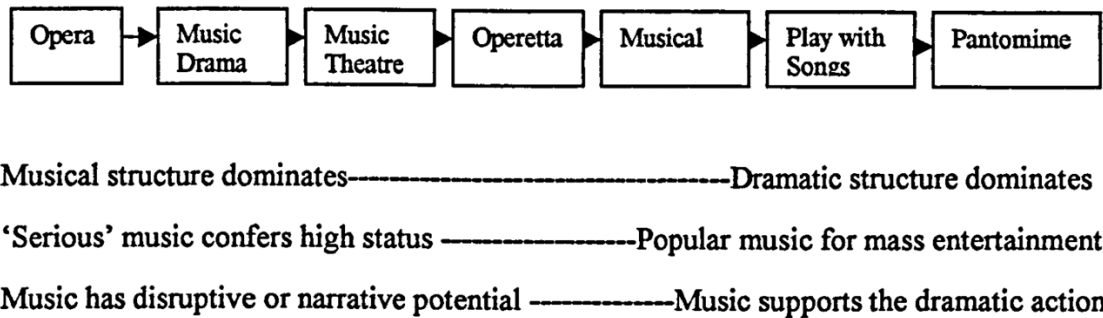 Opera
Music
Drama
Music
Theatre
Operetta
Musical
Play with
Songs
Pantomime
Musical structure dominates----------------------------------------Dramatic structure dominates
‘Serious’ music confers high status --------------------Popular music for mass entertainment
Music has disruptive or narrative potential ---------------Music supports the dramatic action